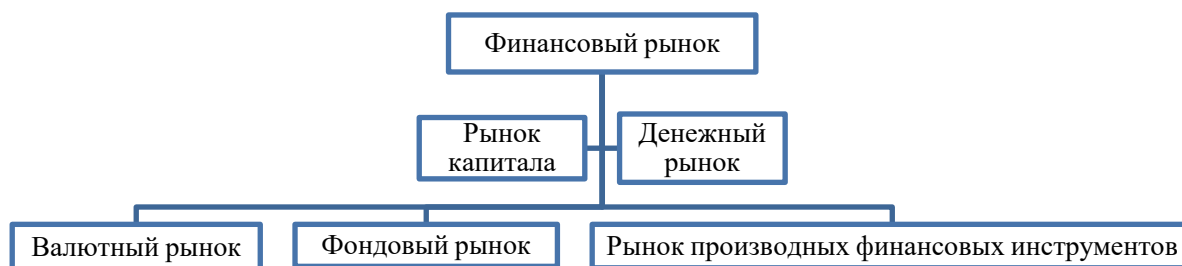 Финансовый рынок
Рынок
капитала
Денежный
рынок
Валютный рынок
Фондовый рынок
Рынок производных финансовых инструментов